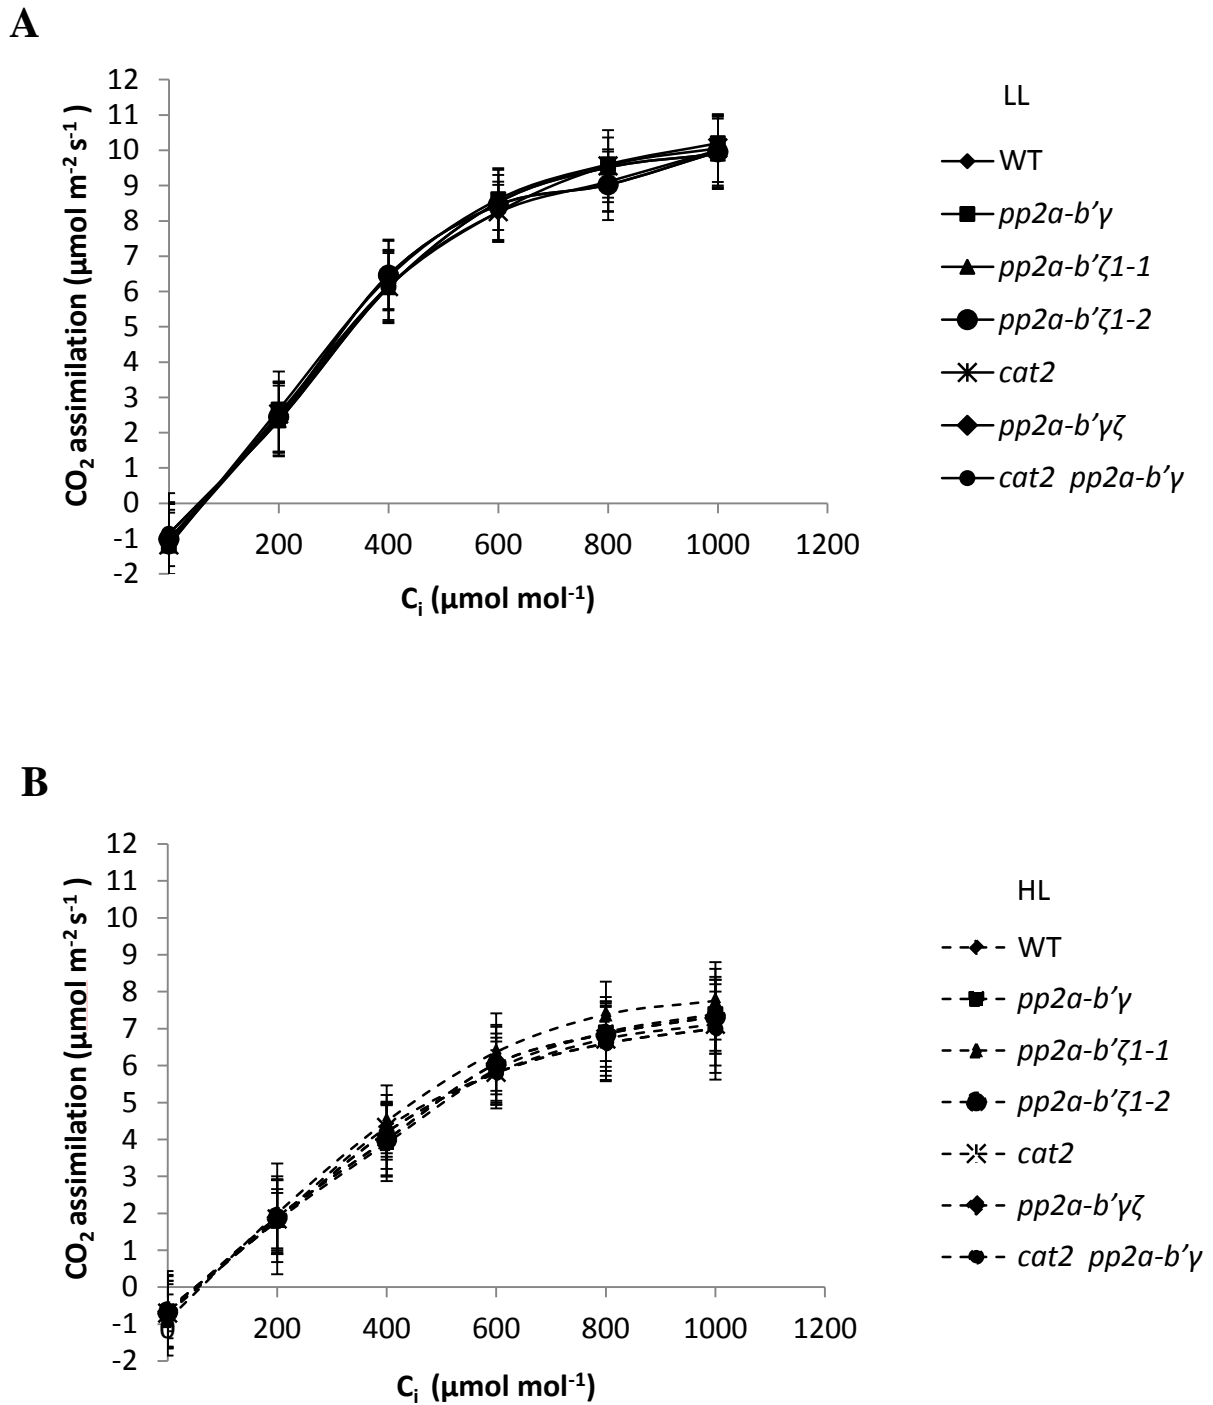 A
12
11
10
9
8
7
6
5
4
3
2
1
0
-1
-2
CO₂ assimilation (µmol m⁻² s⁻¹ )
200 400 600 800 1000 1200
Cᵢ (µmol mol⁻¹)
LL
WT
pp2a-b’γ
pp2a-b’ζ1-1
pp2a-b’ζ1-2
cat2
pp2a-b’γζ
cat2 pp2a-b’γ
B
12
11
10
9
8
7
6
5
4
3
2
1
0
-1
-2
CO₂ assimilation (µmol m⁻² s⁻¹ )
0 200 400 600 800 1000 1200
Cᵢ (µmol mol⁻¹)
HL
WT
pp2a-b’γ
pp2a-b’ζ1-1
pp2a-b’ζ1-2
cat2
pp2a-b’γζ
cat2 pp2a-b’γ